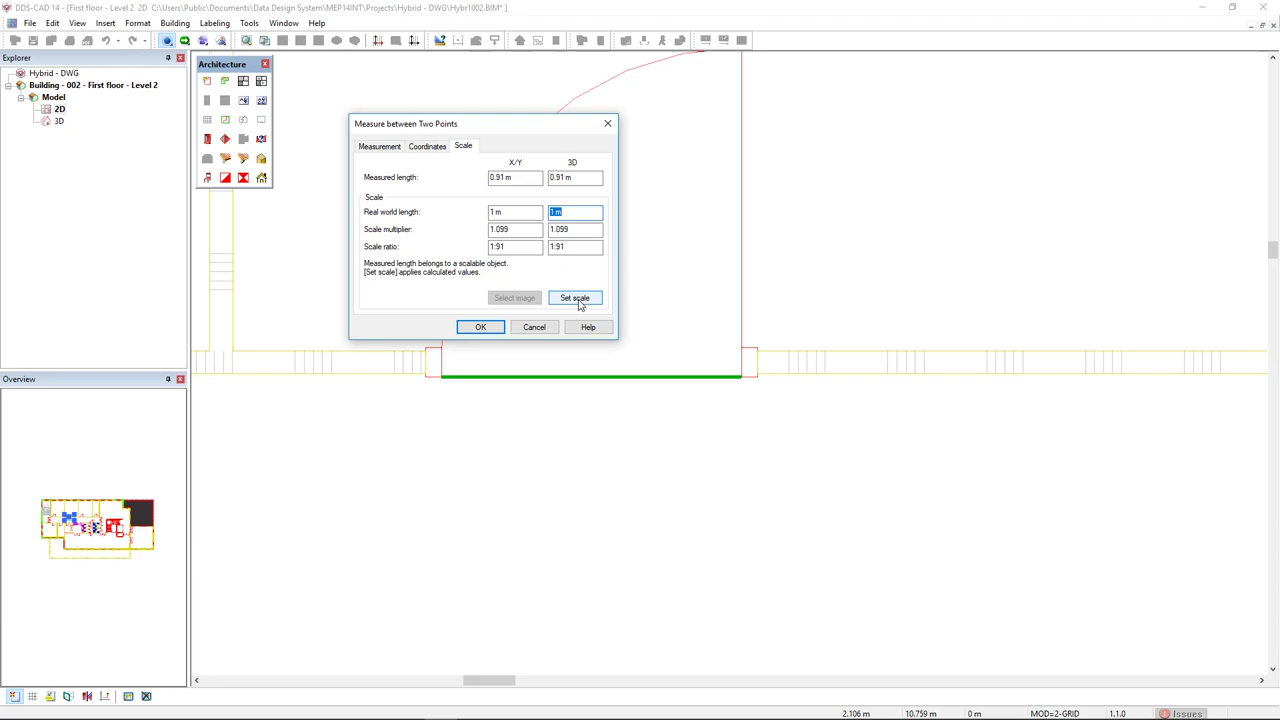 DDS-CAD 14 - [First floor - Level 2  2D  C:\Users\Public\Documents\Data Design System\MEP14INT\Projects\Hybrid - DWG\Hybr1002.BIM* ]
File Edit View Insert Format Building Labeling Tools Window Help
Explorer
Hybrid - DWG
Building - 002 - First floor - Level 2
Model
2D
3D
Architecture
Measure between Two Points
Measurement Coordinates Scale
X/Y 3D
Measured length: 0.91 m 0.91 m
Scale
Real world length: 1 m 1 m
Scale multiplier: 1.099 1.099
Scale ratio: 1:91 1:91
Measured length belongs to a scalable object.
[Set scale] applies calculated values.
Select image Set scale
OK Cancel Help
Overview
2.106 m 10.759 m 0 m MOD=2-GRID 1.1.0 Issues: